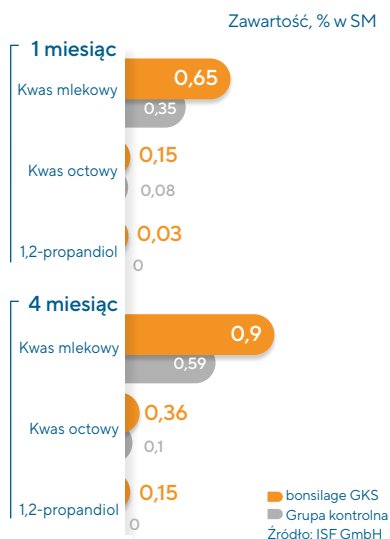 Zawartość, % w SM
1 miesiąc
Kwas mlekowy
0,65
0,35
Kwas octowy
0,15
0,08
1,2-propandiol
0,03
0
4 miesiąc
Kwas mlekowy
0,9
0,59
Kwas octowy
0,36
0,1
1,2-propandiol
0,15
0
bonsilage GKS
Grupa kontrolna
Źródło: ISF GmbH